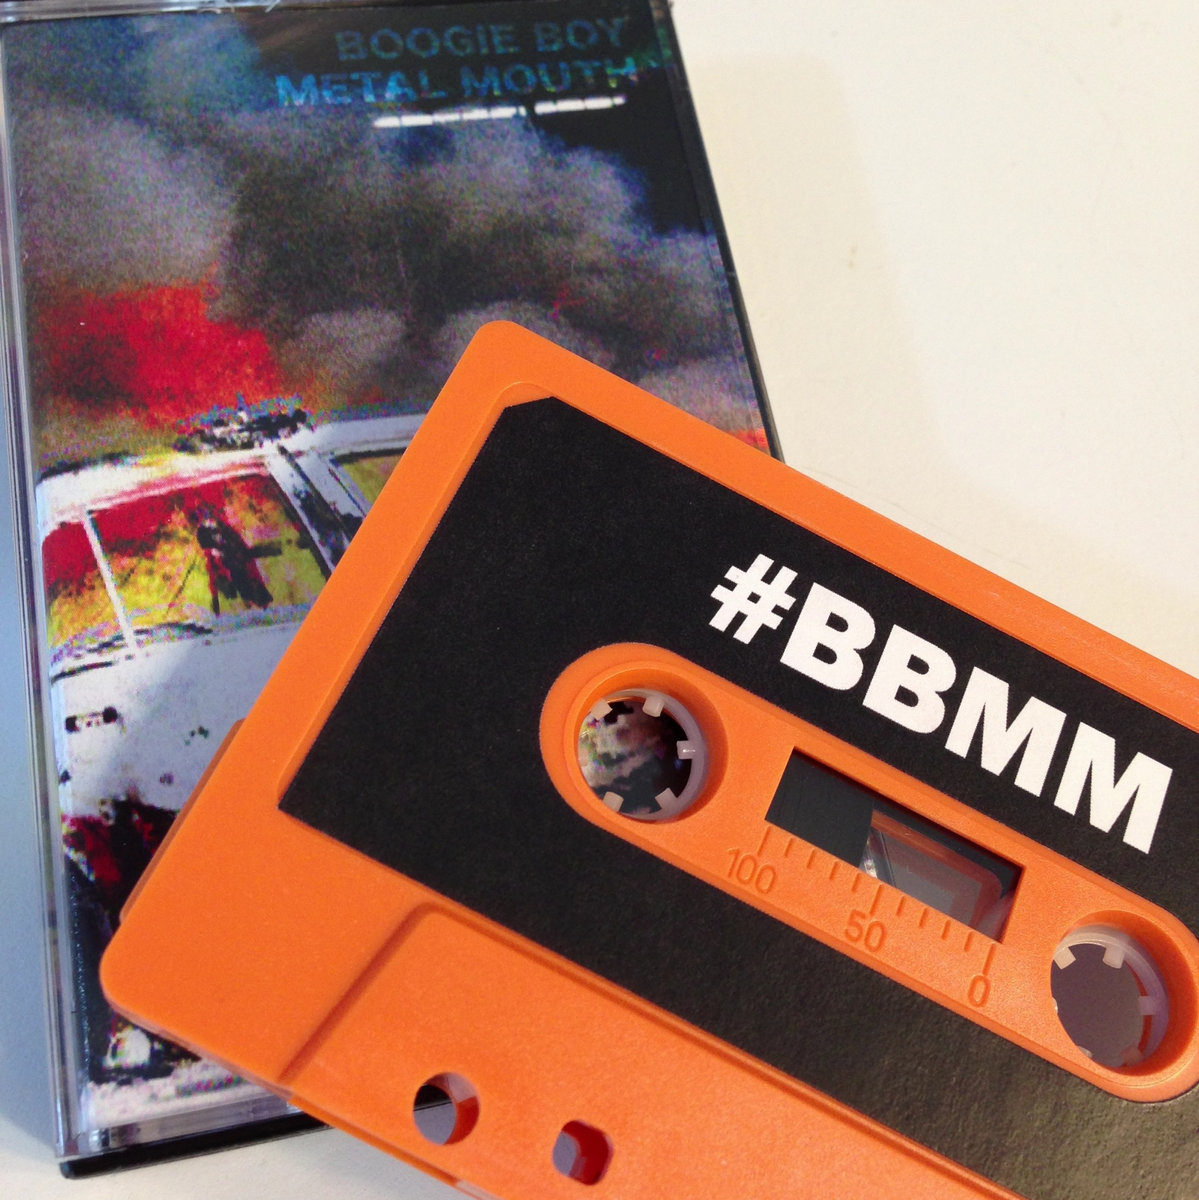 BOOGIE BOY
METAL MOUTH
#BBMM
100
50
0